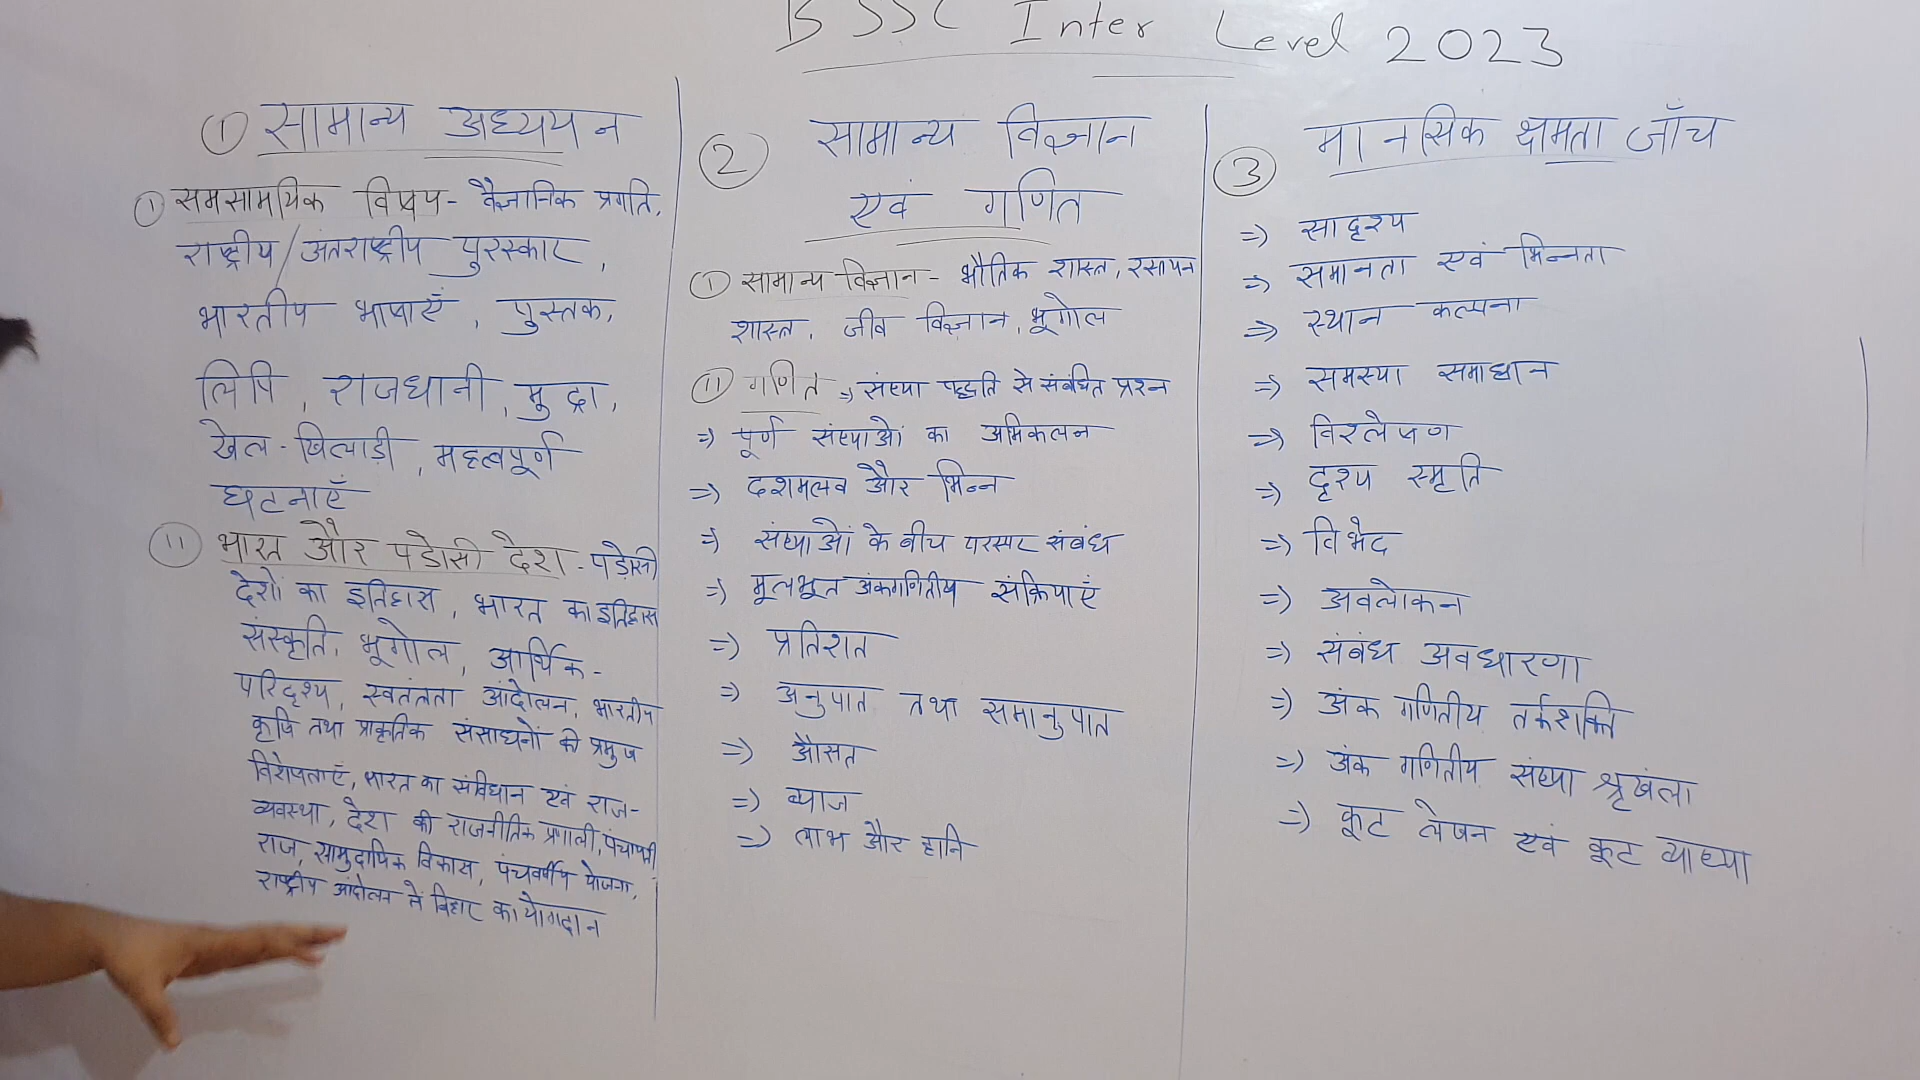 BSSC Inter Level 2023
① सामान्य अध्ययन
① समसामयिक विषय - वैज्ञानिक प्रगति,
राष्ट्रीय/अंतराष्ट्रीय पुरस्कार,
भारतीय भाषाएँ, पुस्तक,
लिपि, राजधानी, मुद्रा,
खेल-खिलाड़ी, महत्वपूर्ण
घटनाएँ
(II) भारत और पडोसी देश - पड़ोसी
देशों का इतिहास, भारत का इतिहास
संस्कृति, भूगोल, आर्थिक-
परिदृश्य, स्वतंत्रता आंदोलन, भारतीय
कृषि तथा प्राकृतिक संसाधनों की प्रमुख
विशेषताएँ, भारत का संविधान एवं राज-
व्यवस्था, देश की राजनीतिक प्रणाली, पंचायती
राज, सामुदायिक विकास, पंचवर्षीय योजना,
राष्ट्रीय आंदोलन में बिहार का योगदान
② सामान्य विज्ञान
एवं गणित
① सामान्य विज्ञान - भौतिक शास्त्र, रसायन
शास्त्र, जीव विज्ञान, भूगोल
(II) गणित => संख्या पद्धति से संबंधित प्रश्न
=> पूर्ण संख्याओं का अभिकलन
=> दशमलव और भिन्न
=> संख्याओं के बीच परस्पर संबंध
=> मूलभूत अंकगणितीय संक्रियाएँ
=> प्रतिशत
=> अनुपात तथा समानुपात
=> औसत
=> ब्याज
=> लाभ और हानि
③ मानसिक क्षमता जाँच
=> सादृश्य
=> समानता एवं भिन्नता
=> स्थान कल्पना
=> समस्या समाधान
=> विश्लेषण
=> दृश्य स्मृति
=> विभेद
=> अवलोकन
=> संबंध अवधारणा
=> अंक गणितीय तर्कशक्ति
=> अंक गणितीय संख्या श्रृखंला
=> कूट लेखन एवं कूट व्याख्या